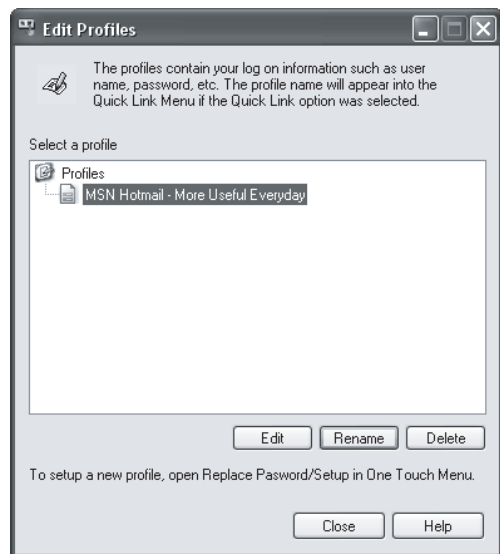 Edit Profiles
The profiles contain your log on information such as user
name, password, etc. The profile name will appear into the
Quick Link Menu if the Quick Link option was selected.
Select a profile
Profiles
MSN Hotmail - More Useful Everyday
Edit Rename Delete
To setup a new profile, open Replace Pasword/Setup in One Touch Menu.
Close Help